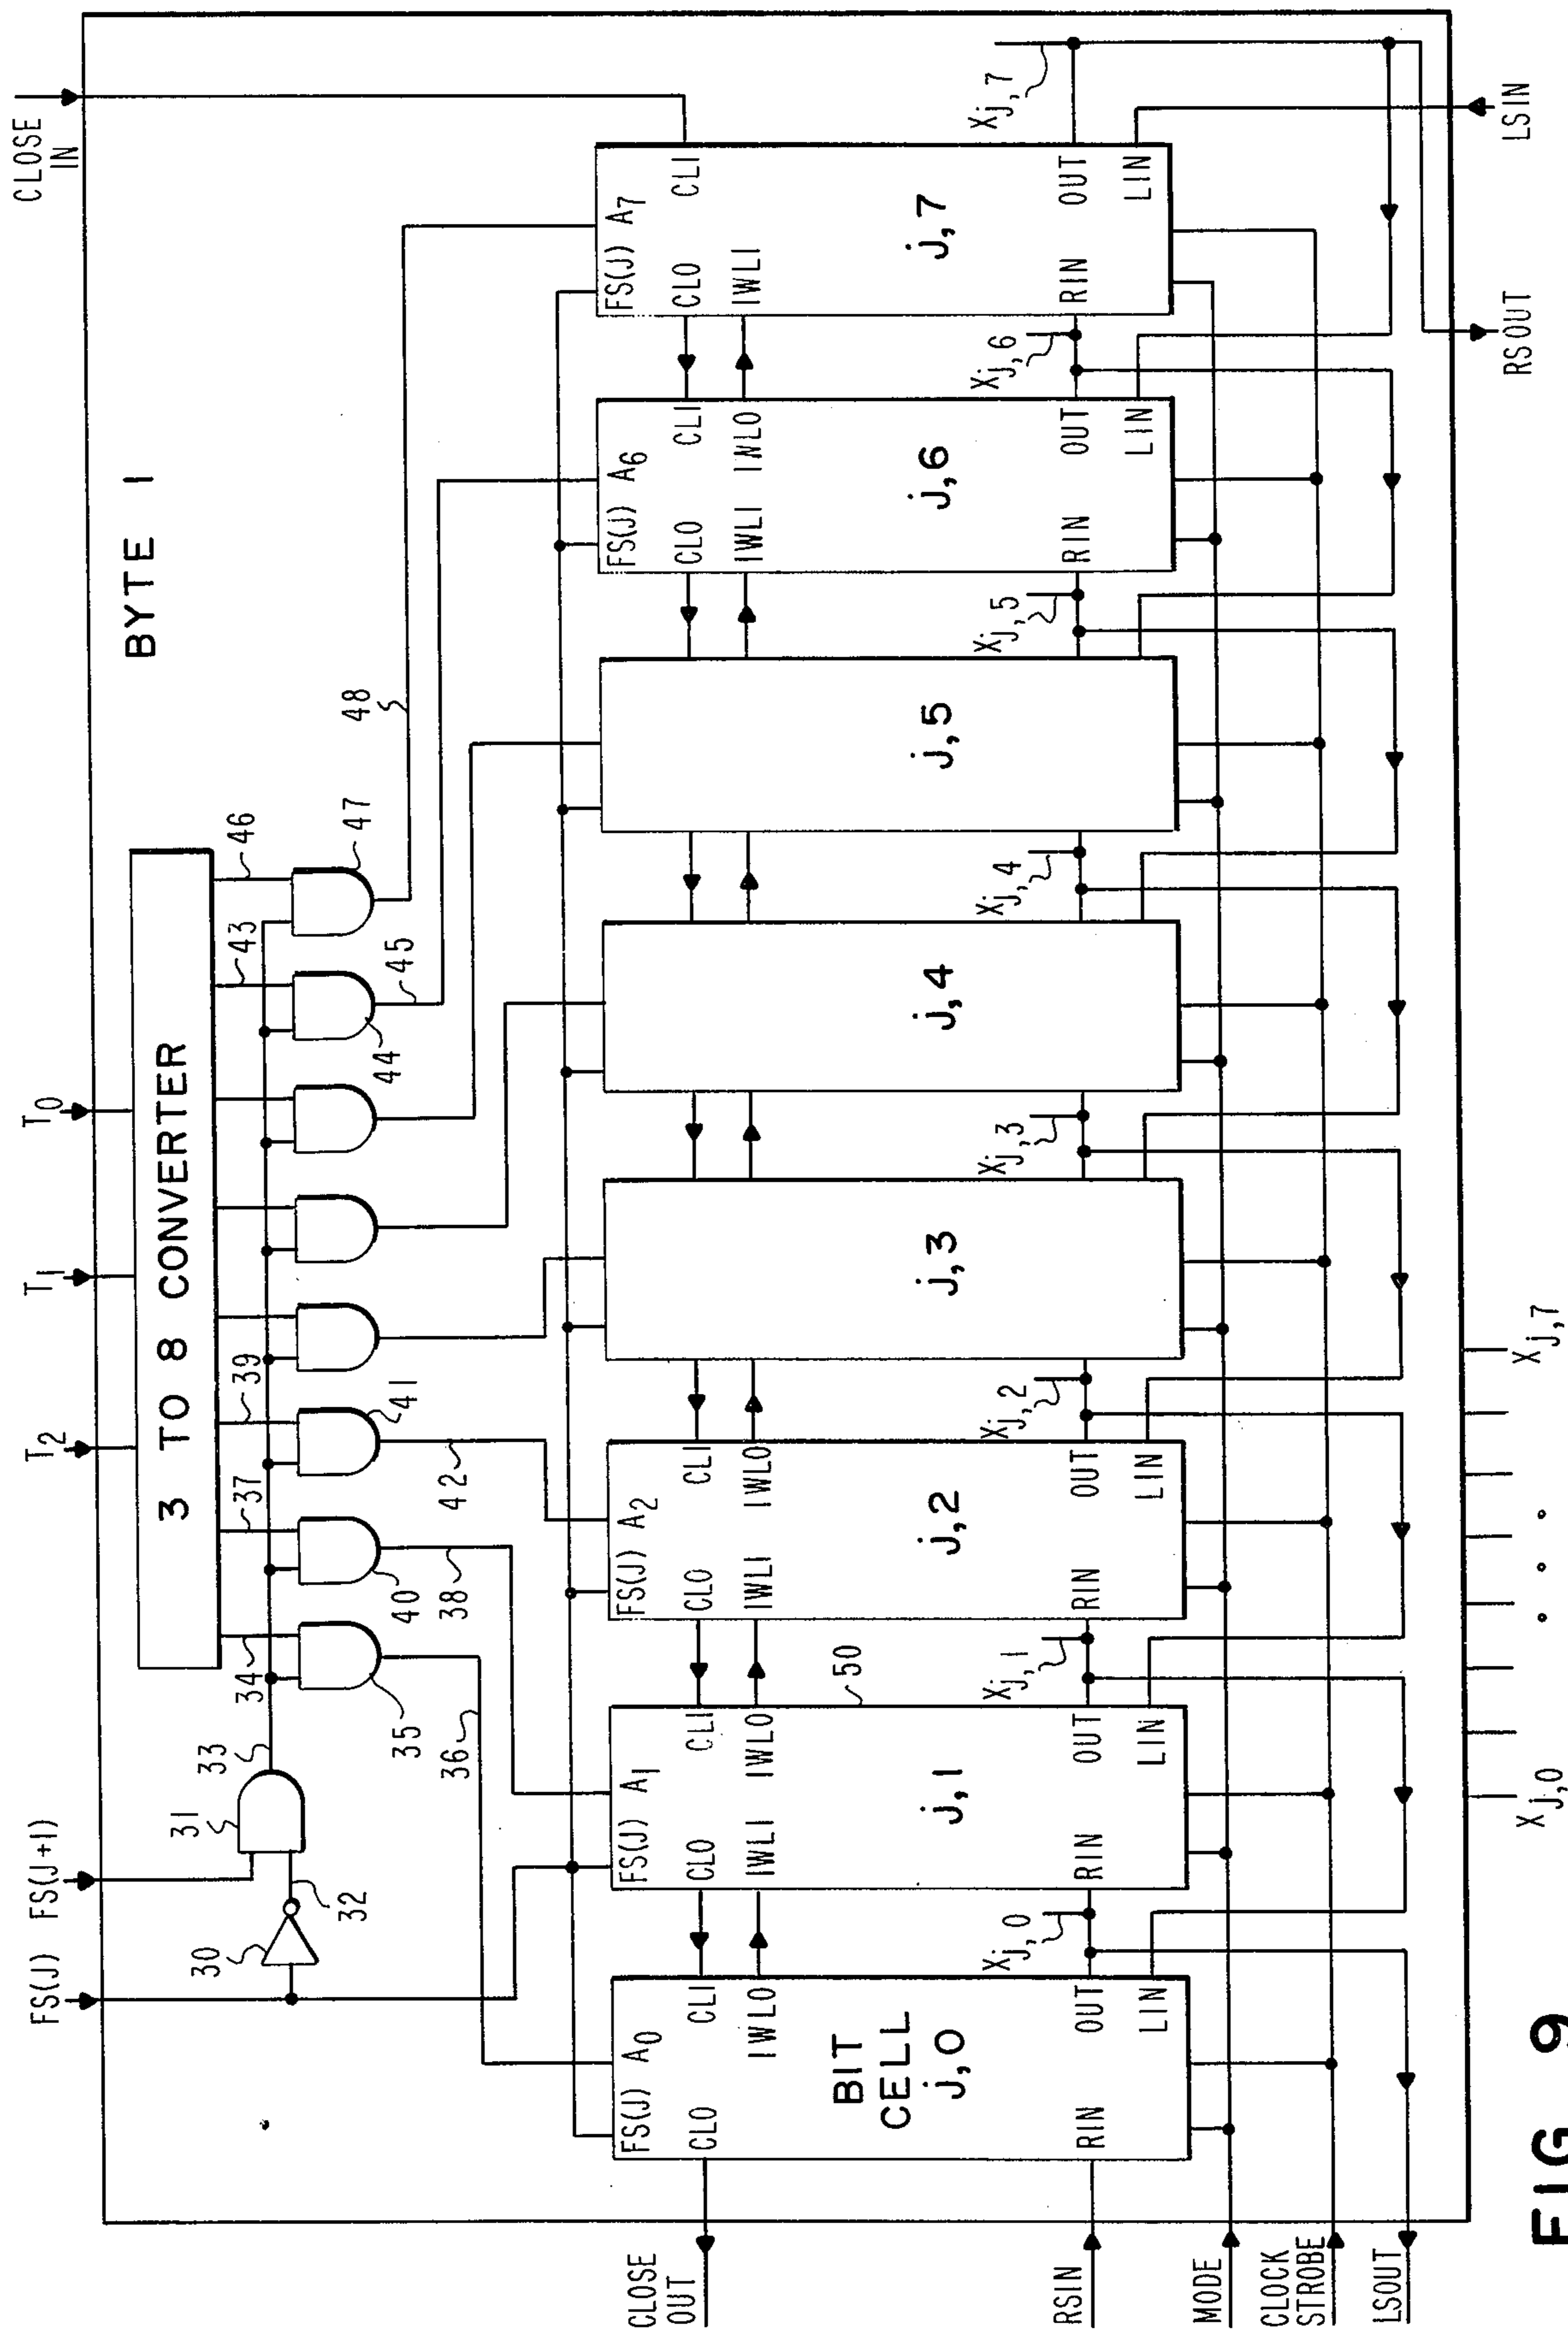 BYTE 1
CLOSE
IN
FS(J)
FS(J+1)
T2
T1
T0
3 TO 8 CONVERTER
30
31
32
33
34
37
39
43
46
35
40
41
44
47
36
38
42
45
48
50
FS(J) A0
CLO
CLI
IWLO
BIT
CELL
j,0
RIN
OUT
LIN
Xj,0
FS(J) A1
CLO
CLI
IWLI
IWLO
j,1
RIN
OUT
LIN
Xj,1
FS(J) A2
CLO
CLI
IWLI
IWLO
j,2
RIN
OUT
LIN
Xj,2
j,3
Xj,3
j,4
Xj,4
j,5
Xj,5
FS(J) A6
CLO
CLI
IWLI
IWLO
j,6
RIN
OUT
LIN
Xj,6
FS(J) A7
CLO
CLI
IWLI
j,7
RIN
OUT
LIN
Xj,7
CLOSE
OUT
RSIN
MODE
CLOCK
STROBE
LSOUT
RSOUT
LSIN
Xj,0
Xj,7
FIG 9